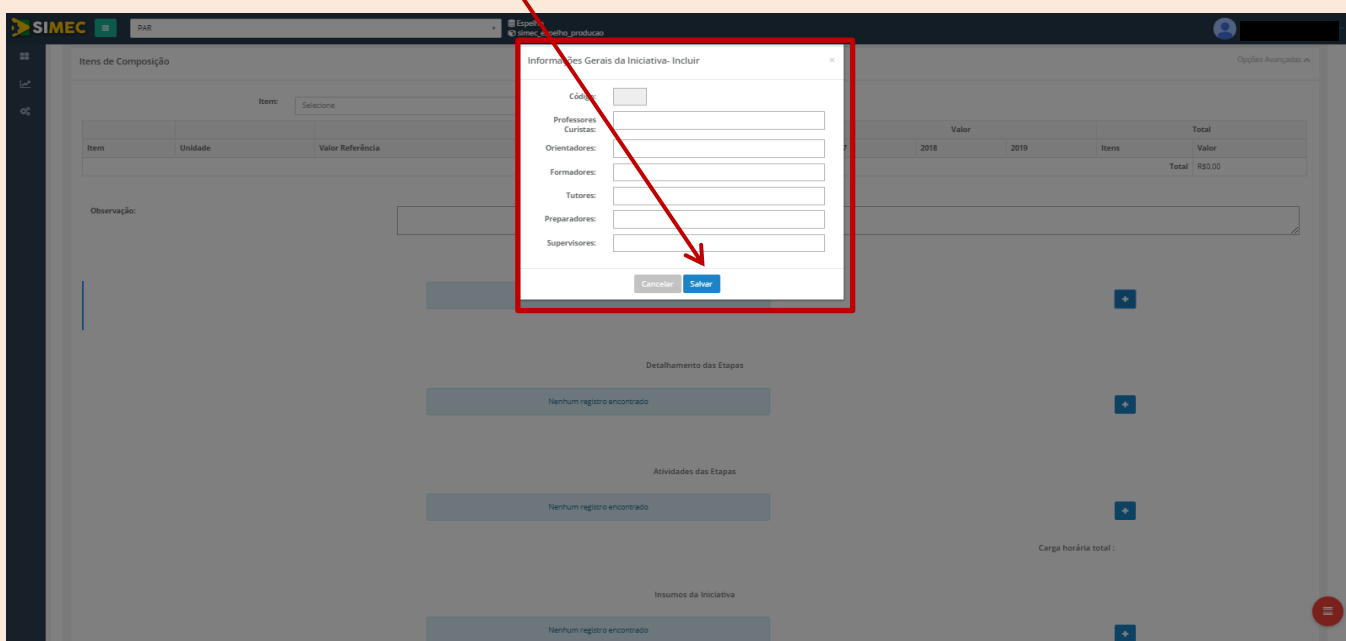 SIMEC
PAR
Espelho
simec_espelho_producao
Itens de Composição
Opções Avançadas
Informações Gerais da Iniciativa- Incluir
×
Item:
Selecione
Código:
Professores
Curistas:
Orientadores:
Formadores:
Tutores:
Preparadores:
Supervisores:
Cancelar
Salvar
Valor
Total
Item
Unidade
Valor Referência
7
2018
2019
Itens
Valor
Total
R$0,00
Observação:
Detalhamento das Etapas
Nenhum registro encontrado
Atividades das Etapas
Nenhum registro encontrado
Carga horária total :
Insumos da Iniciativa
Nenhum registro encontrado